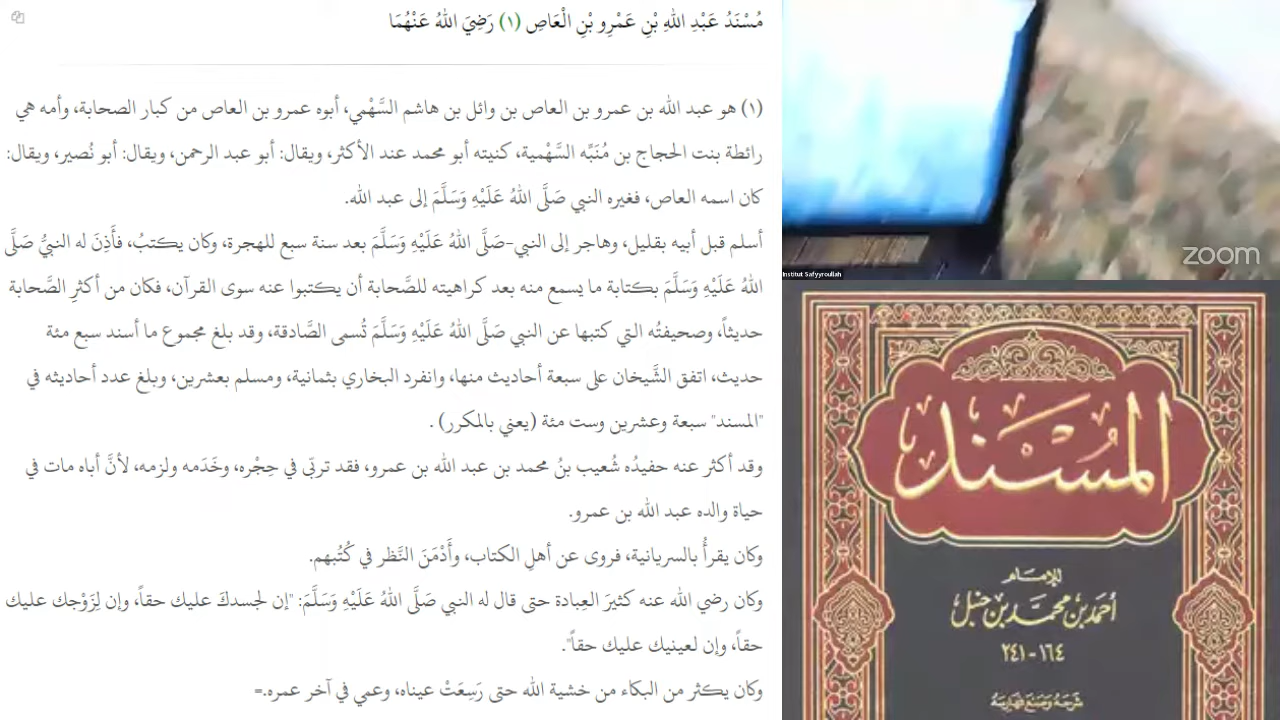 مُسْنَدُ عَبْدِ اللهِ بْنِ عَمْرِو بْنِ الْعَاصِ (١) رَضِيَ اللهُ عَنْهُمَا
(١) هو عبد الله بن عمرو بن العاص بن وائل بن هاشم السَّهْمي، أبوه عمرو بن العاص من كبار الصحابة، وأمه هي
رائطة بنت الحجاج بن مُنَبِّه السَّهْمية، كنيته أبو محمد عند الأكثر، ويقال: أبو عبد الرحمن، ويقال: أبو نُصير، ويقال:
كان اسمه العاص، فغيره النبي صَلَّى اللهُ عَلَيْهِ وَسَلَّمَ إلى عبد الله.
أسلم قبل أبيه بقليل، وهاجر إلى النبي-صَلَّى اللهُ عَلَيْهِ وَسَلَّمَ بعد سنة سبع للهجرة، وكان يكتبُ، فأَذِنَ له النبيُّ صَلَّى
اللهُ عَلَيْهِ وَسَلَّمَ بكتابة ما يسمع منه بعد كراهيته للصَّحابة أن يكتبوا عنه سوى القرآن، فكان من أكثرِ الصَّحابة
حديثاً، وصحيفتُه التي كتبها عن النبي صَلَّى اللهُ عَلَيْهِ وَسَلَّمَ تُسمى الصَّادقة، وقد بلغ مجموع ما أسند سبع مئة
حديث، اتفق الشَّيخان على سبعة أحاديث منها، وانفرد البخاري بثمانية، ومسلم بعشرين، وبلغ عدد أحاديثه في
"المسند" سبعة وعشرين وست مئة (يعني بالمكرر) .
وقد أكثر عنه حفيدُه شُعيب بنُ محمد بن عبد الله بن عمرو، فقد تربّى في حِجْره، وخَدَمه ولزمه، لأنَّ أباه مات في
حياة والده عبد الله بن عمرو.
وكان يقرأُ بالسريانية، فروى عن أهلِ الكتاب، وأَدْمَنَ النَّظر في كُتُبهم.
وكان رضي الله عنه كثيرَ العِبادة حتى قال له النبي صَلَّى اللهُ عَلَيْهِ وَسَلَّمَ: "إن لجسدكَ عليك حقاً، وإن لِزَوْجك عليك
حقاً، وإن لعينيك عليك حقاً".
وكان يكثر من البكاء من خشية الله حتى رَسِعَتْ عيناه، وعمي في آخر عمره.=
zoom
Institut Safyyroullah
المُسْنَد
للإمام
أحمد بن محمد بن حنبل
١٦٤ - ٢٤١
شرحه وصنع فهارسه